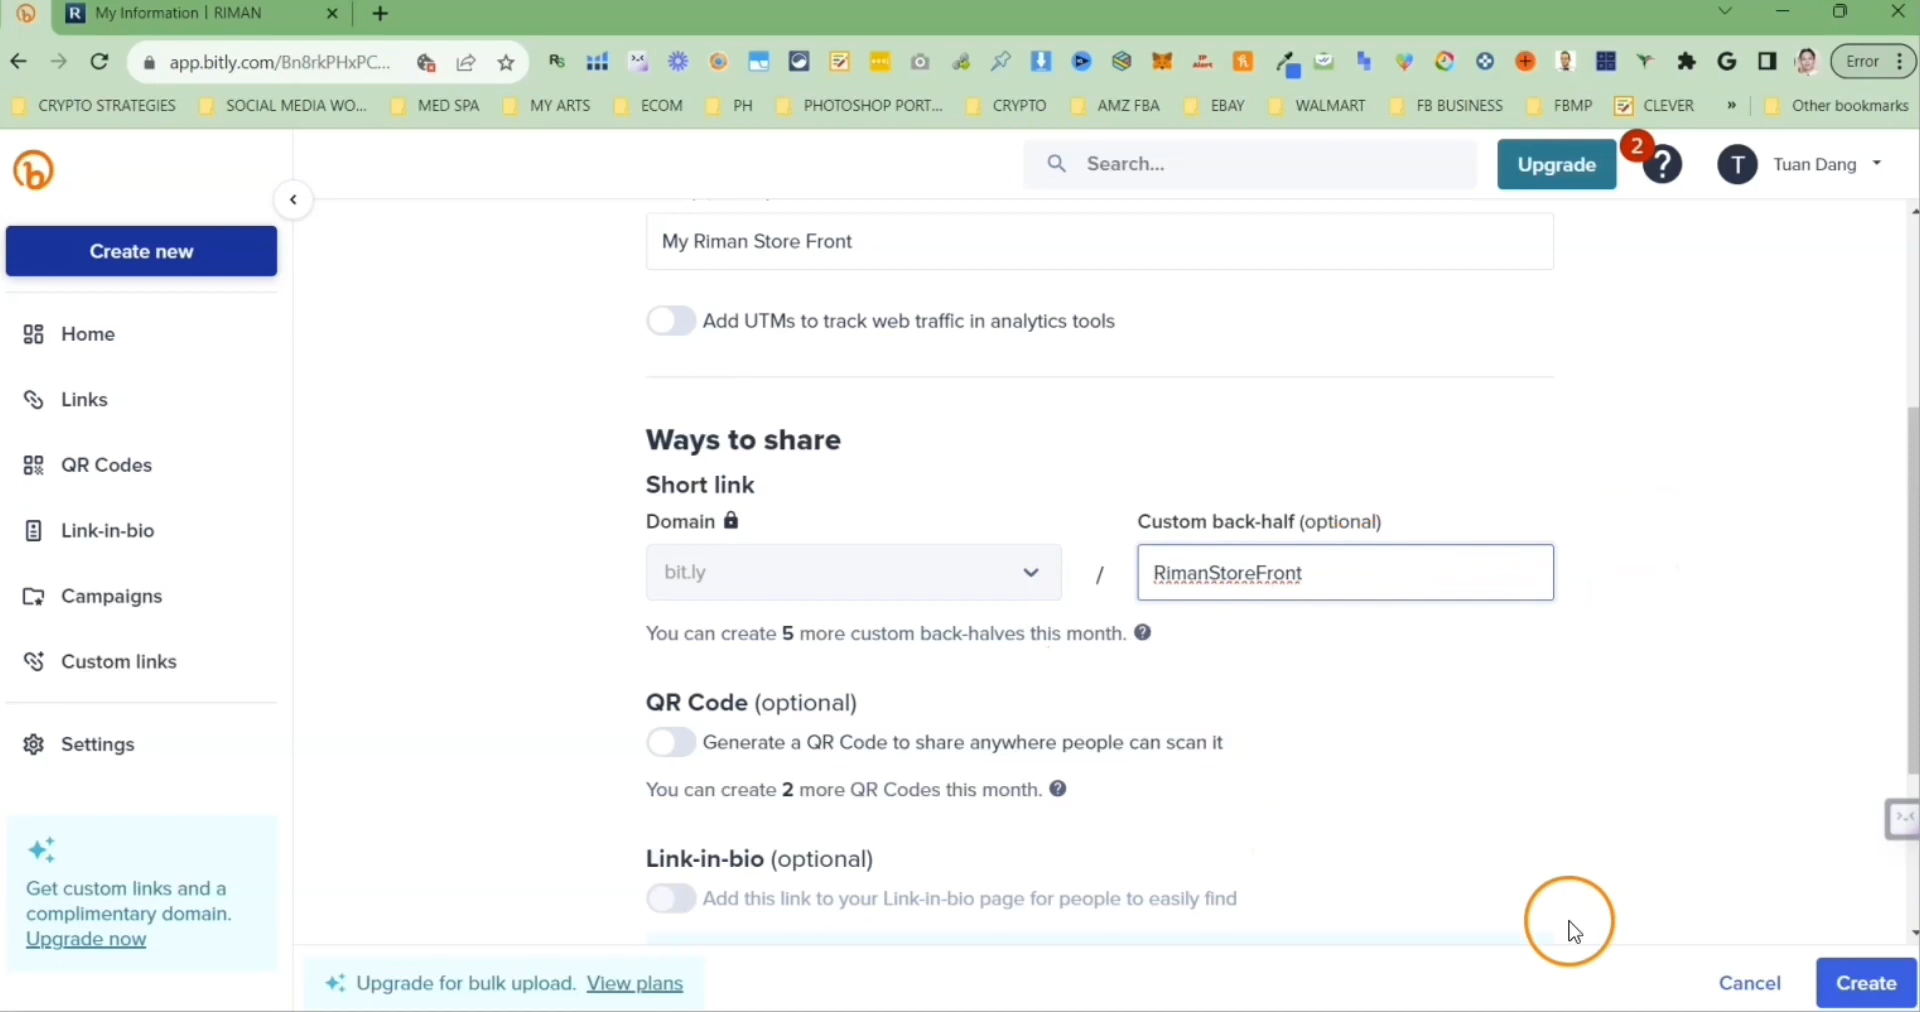 My Information | RIMAN
app.bitly.com/Bn8rkPHxPC...
Error
CRYPTO STRATEGIES
SOCIAL MEDIA WO...
MED SPA
MY ARTS
ECOM
PH
PHOTOSHOP PORT...
CRYPTO
AMZ FBA
EBAY
WALMART
FB BUSINESS
FBMP
CLEVER
»
Other bookmarks
Search...
Upgrade
2
?
T
Tuan Dang
Create new
Home
Links
QR Codes
Link-in-bio
Campaigns
Custom links
Settings
Get custom links and a
complimentary domain.
Upgrade now
My Riman Store Front
Add UTMs to track web traffic in analytics tools
Ways to share
Short link
Domain
Custom back-half (optional)
bit.ly
/
RimanStoreFront
You can create 5 more custom back-halves this month.
QR Code (optional)
Generate a QR Code to share anywhere people can scan it
You can create 2 more QR Codes this month.
Link-in-bio (optional)
Add this link to your Link-in-bio page for people to easily find
Upgrade for bulk upload. View plans
Cancel
Create